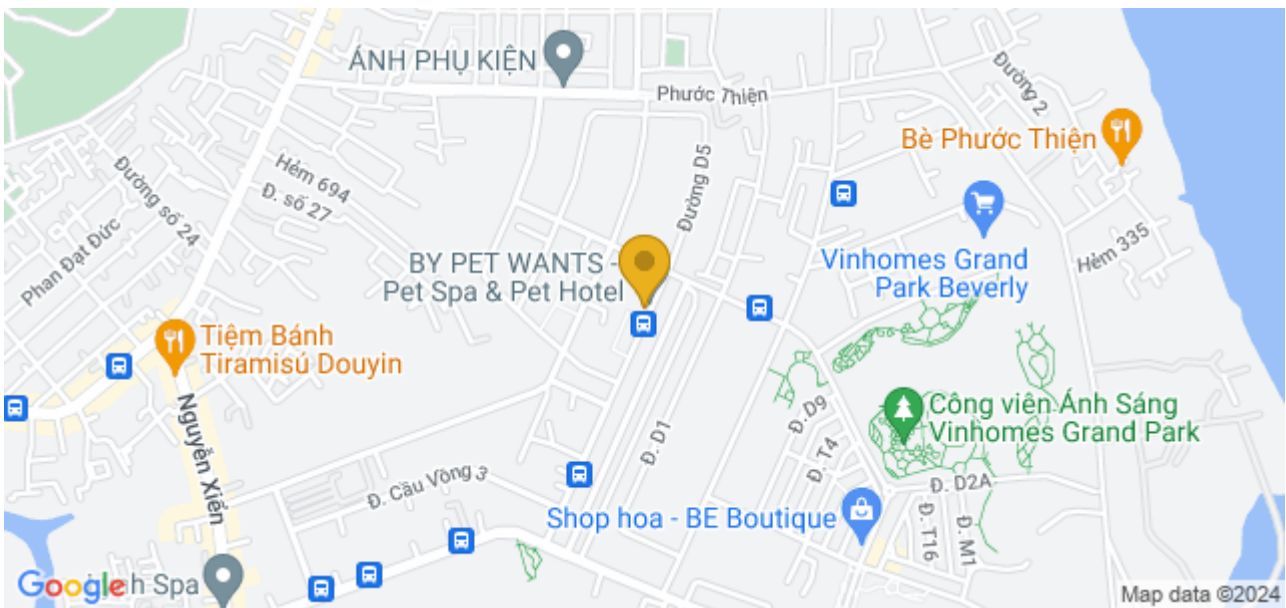 ÁNH PHỤ KIỆN
Phước Thiện
Đường 2
Bè Phước Thiện
Hẻm 694
Đ. số 27
Đường số 24
Phan Đạt Đức
Đường D5
Hẻm 335
BY PET WANTS -
Pet Spa & Pet Hotel
Vinhomes Grand
Park Beverly
Tiệm Bánh
Tiramisú Douyin
Nguyễn Xiển
Đ. D1
Đ. D9
Đ. T4
Công viên Ánh Sáng
Vinhomes Grand Park
Đ. Cầu Vồng 3
Đ. D2A
Shop hoa - BE Boutique
Đ. T16
Đ. M1
Google
h Spa
Map data ©2024